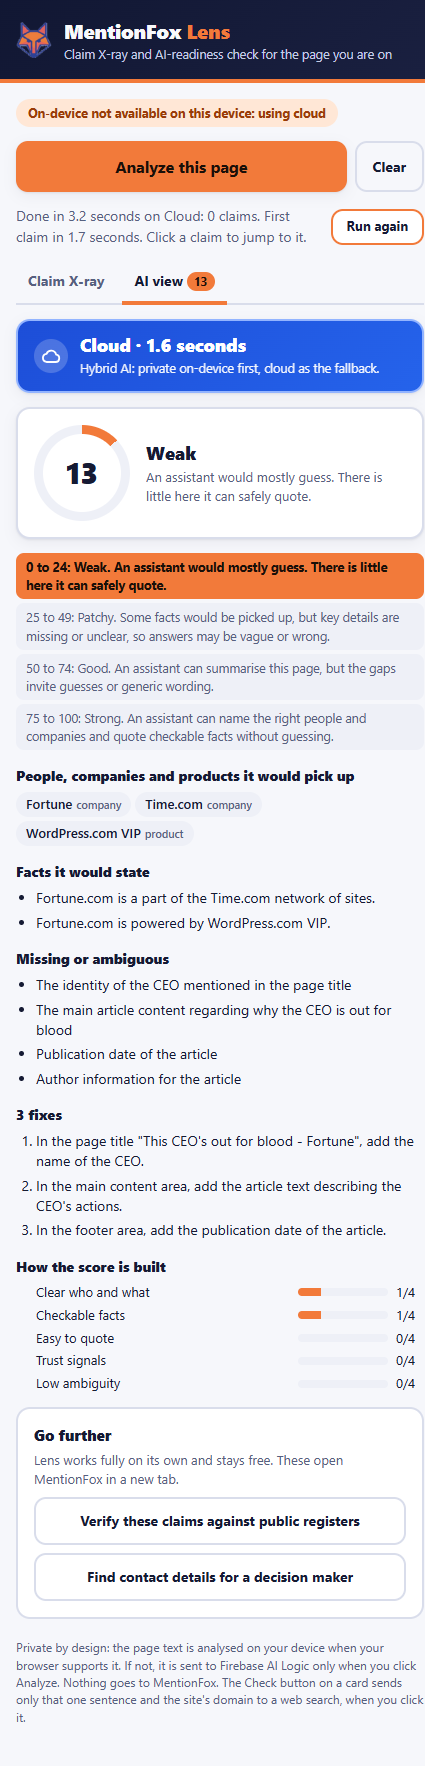 MentionFox Lens
Claim X-ray and AI-readiness check for the page you are on
On-device not available on this device: using cloud
Analyze this page
Clear
Done in 3.2 seconds on Cloud: 0 claims. First
claim in 1.7 seconds. Click a claim to jump to it.
Run again
Claim X-ray
AI view 13
Cloud · 1.6 seconds
Hybrid AI: private on-device first, cloud as the fallback.
13
Weak
An assistant would mostly guess. There is
little here it can safely quote.
0 to 24: Weak. An assistant would mostly guess. There is little
here it can safely quote.
25 to 49: Patchy. Some facts would be picked up, but key details are
missing or unclear, so answers may be vague or wrong.
50 to 74: Good. An assistant can summarise this page, but the gaps
invite guesses or generic wording.
75 to 100: Strong. An assistant can name the right people and
companies and quote checkable facts without guessing.
People, companies and products it would pick up
Fortune company
Time.com company
WordPress.com VIP product
Facts it would state
• Fortune.com is a part of the Time.com network of sites.
• Fortune.com is powered by WordPress.com VIP.
Missing or ambiguous
• The identity of the CEO mentioned in the page title
• The main article content regarding why the CEO is out for
blood
• Publication date of the article
• Author information for the article
3 fixes
1. In the page title "This CEO's out for blood - Fortune", add the
name of the CEO.
2. In the main content area, add the article text describing the
CEO's actions.
3. In the footer area, add the publication date of the article.
How the score is built
Clear who and what 1/4
Checkable facts 1/4
Easy to quote 0/4
Trust signals 0/4
Low ambiguity 0/4
Go further
Lens works fully on its own and stays free. These open
MentionFox in a new tab.
Verify these claims against public registers
Find contact details for a decision maker
Private by design: the page text is analysed on your device when your
browser supports it. If not, it is sent to Firebase AI Logic only when you click
Analyze. Nothing goes to MentionFox. The Check button on a card sends
only that one sentence and the site's domain to a web search, when you click
it.